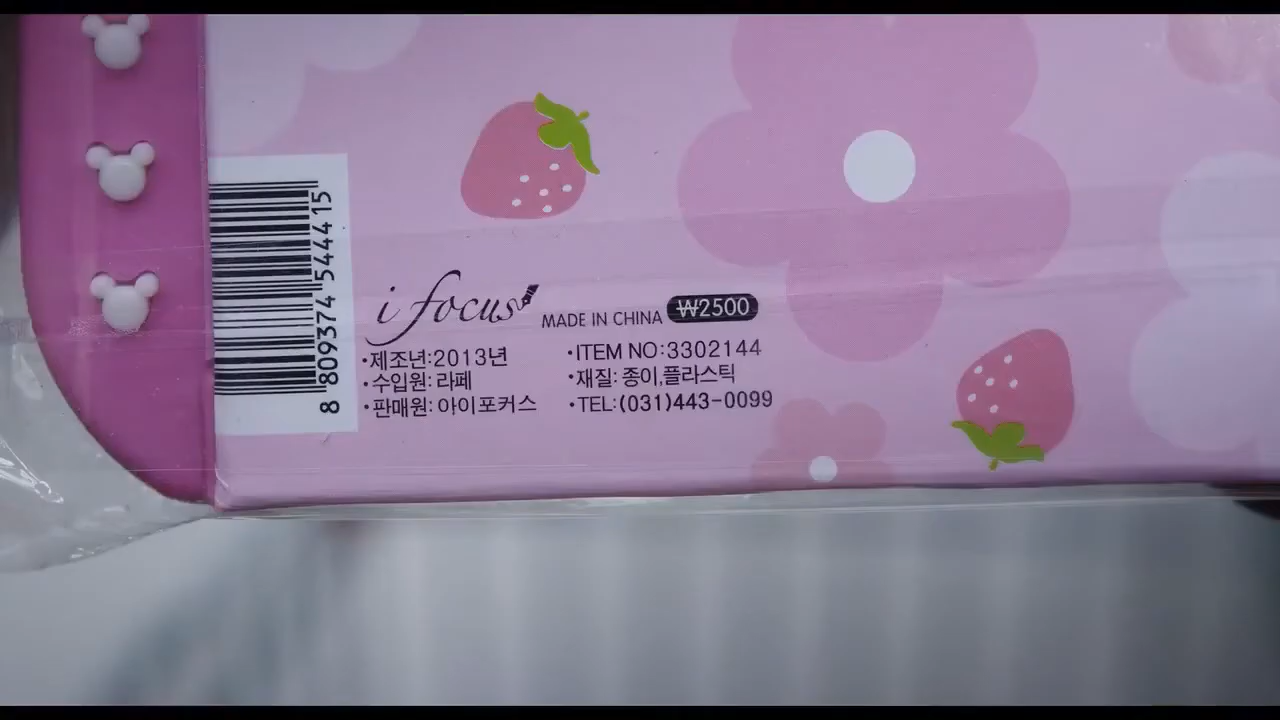 8 809374 544415
i focus
MADE IN CHINA ₩2500
•제조년:2013년 •ITEM NO:3302144
•수입원: 라페 •재질: 종이,플라스틱
•판매원: 아이포커스 •TEL:(031)443-0099